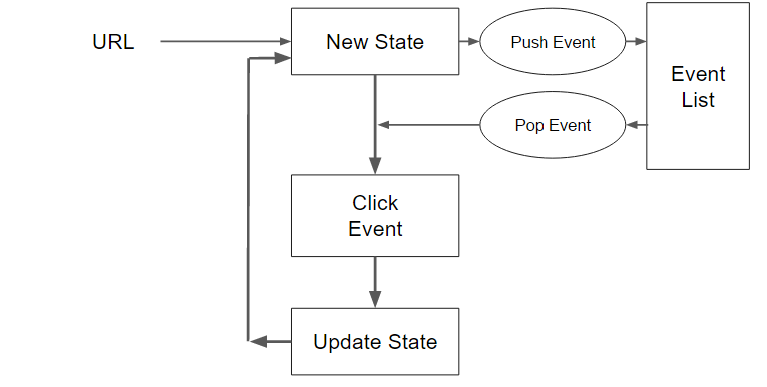 URL
New State
Push Event
Event
List
Pop Event
Click
Event
Update State